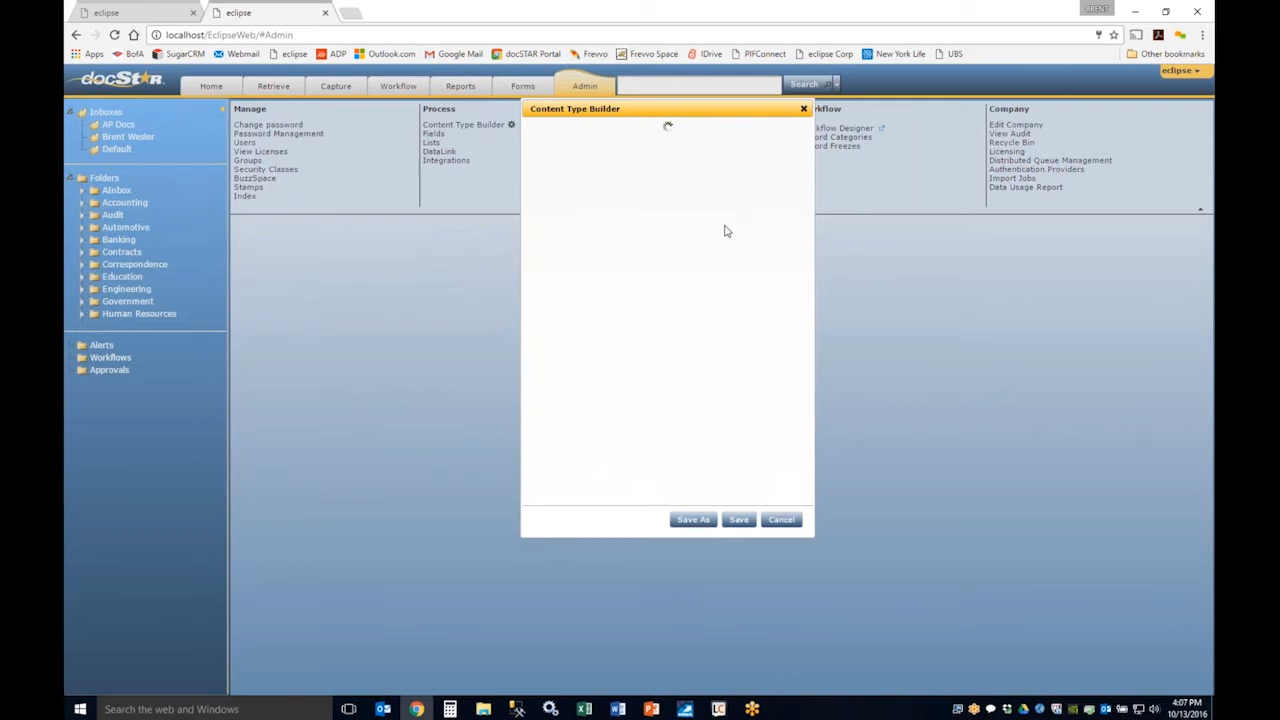 eclipse
eclipse
BRENT
localhost/EclipseWeb/#Admin
Apps BofA SugarCRM Webmail eclipse ADP Outlook.com Google Mail docSTAR Portal Frevvo Frevvo Space IDrive PIFConnect eclipse Corp New York Life UBS Other bookmarks
docSTAR
eclipse
Home Retrieve Capture Workflow Reports Forms Admin Search
Inboxes
AP Docs
Brent Wesler
Default
Folders
AInbox
Accounting
Audit
Automotive
Banking
Contracts
Correspondence
Education
Engineering
Government
Human Resources
Alerts
Workflows
Approvals
Manage
Change password
Password Management
Users
View Licenses
Groups
Security Classes
BuzzSpace
Stamps
Index
Process
Content Type Builder
Fields
Lists
DataLink
Integrations
Content Type Builder
Save As Save Cancel
rkflow
kflow Designer
ord Categories
ord Freezes
Company
Edit Company
View Audit
Recycle Bin
Licensing
Distributed Queue Management
Authentication Providers
Import Jobs
Data Usage Report
Search the web and Windows
4:07 PM
10/13/2016